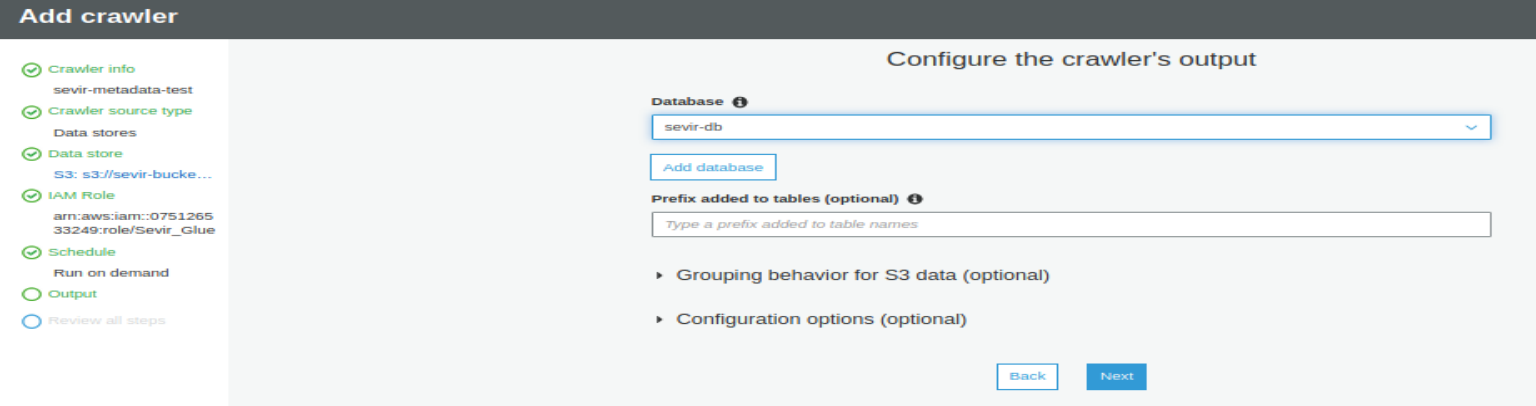 Add crawler
Crawler info
sevir-metadata-test
Crawler source type
Data stores
Data store
S3: s3://sevir-bucke...
IAM Role
arn:aws:iam::0751265
33249:role/Sevir_Glue
Schedule
Run on demand
Output
Review all steps
Configure the crawler's output
Database
sevir-db
Add database
Prefix added to tables (optional)
Type a prefix added to table names
Grouping behavior for S3 data (optional)
Configuration options (optional)
Back
Next